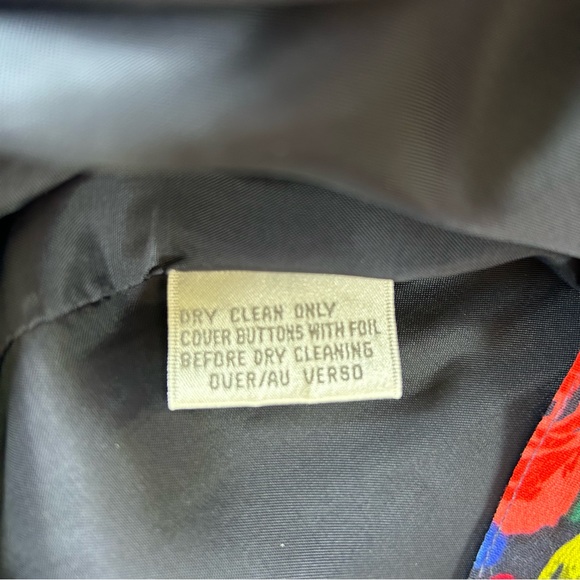 DRY CLEAN ONLY
COVER BUTTONS WITH FOIL
BEFORE DRY CLEANING
OVER/AU VERSO